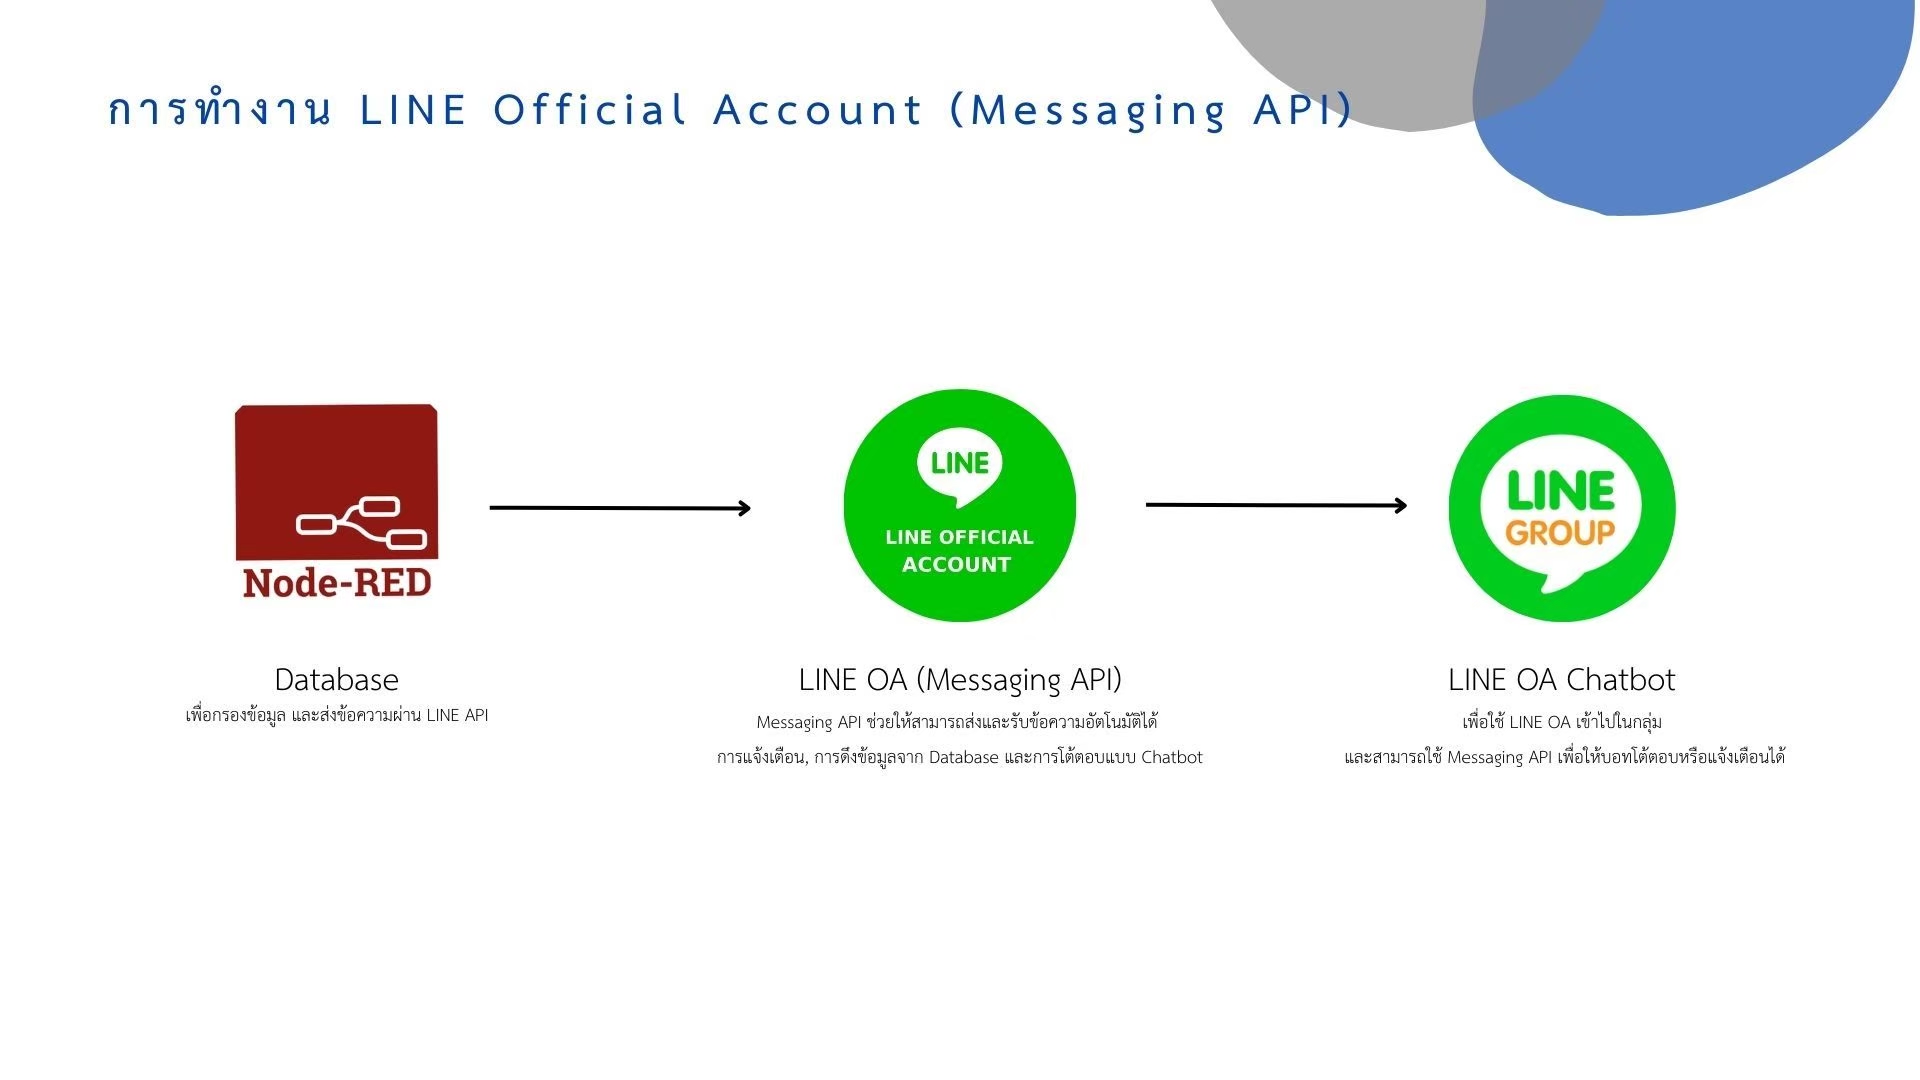 การทำงาน LINE Official Account (Messaging API)
Node-RED
LINE
LINE OFFICIAL
ACCOUNT
LINE
GROUP
Database
เพื่อกรองข้อมูล และส่งข้อความผ่าน LINE API
LINE OA (Messaging API)
Messaging API ช่วยให้สามารถส่งและรับข้อความอัตโนมัติได้
การแจ้งเตือน, การดึงข้อมูลจาก Database และการโต้ตอบแบบ Chatbot
LINE OA Chatbot
เพื่อใช้ LINE OA เข้าไปในกลุ่ม
และสามารถใช้ Messaging API เพื่อให้บอทโต้ตอบหรือแจ้งเตือนได้